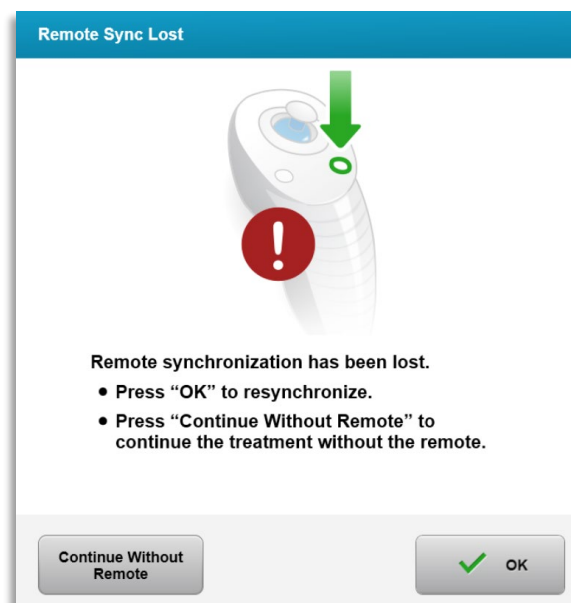 Remote Sync Lost
Remote synchronization has been lost.
• Press “OK” to resynchronize.
• Press “Continue Without Remote” to
continue the treatment without the remote.
Continue Without
Remote
OK